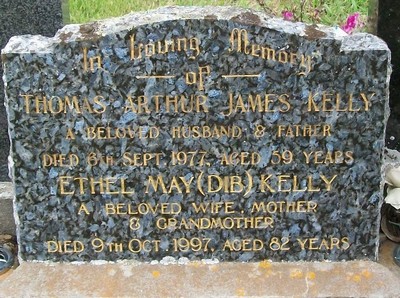 In Loving Memory
of
THOMAS ARTHUR JAMES KELLY
A BELOVED HUSBAND & FATHER
DIED 6TH SEPT 1977, AGED 59 YEARS
ETHEL MAY (DIB) KELLY
A BELOVED WIFE, MOTHER
& GRANDMOTHER
DIED 9TH OCT 1997, AGED 82 YEARS